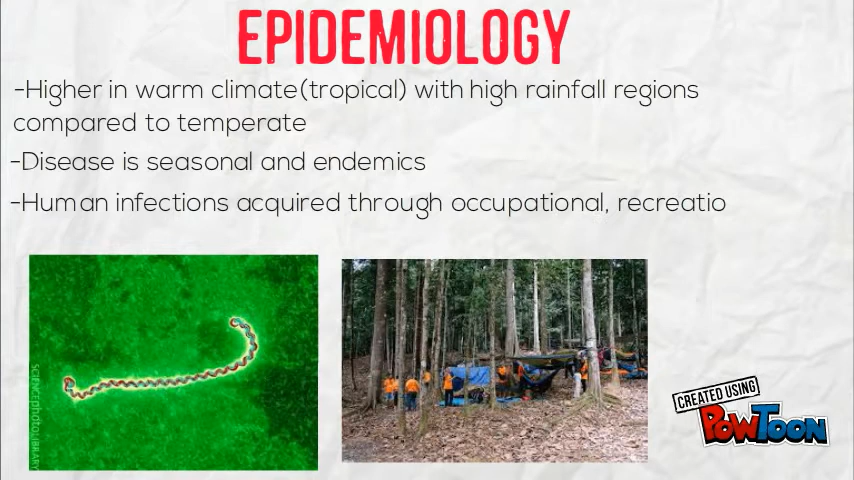 EPIDEMIOLOGY
-Higher in warm climate(tropical) with high rainfall regions
compared to temperate
-Disease is seasonal and endemics
-Human infections acquired through occupational, recreatio
SCIENCEphotoLIBRARY
CREATED USING
POWTOON